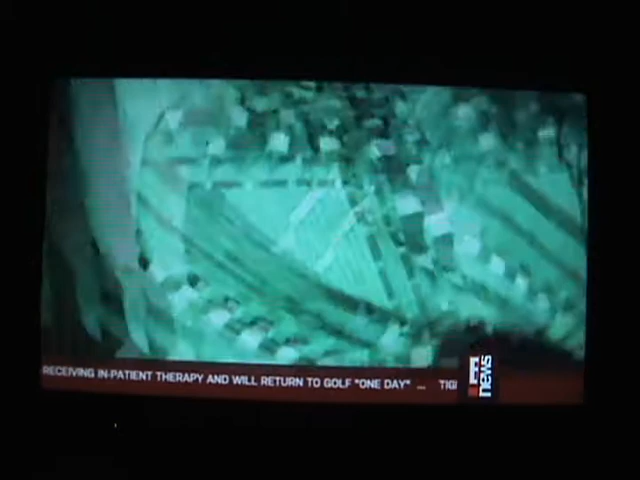 RECEIVING IN-PATIENT THERAPY AND WILL RETURN TO GOLF "ONE DAY" ... TIG
E! news